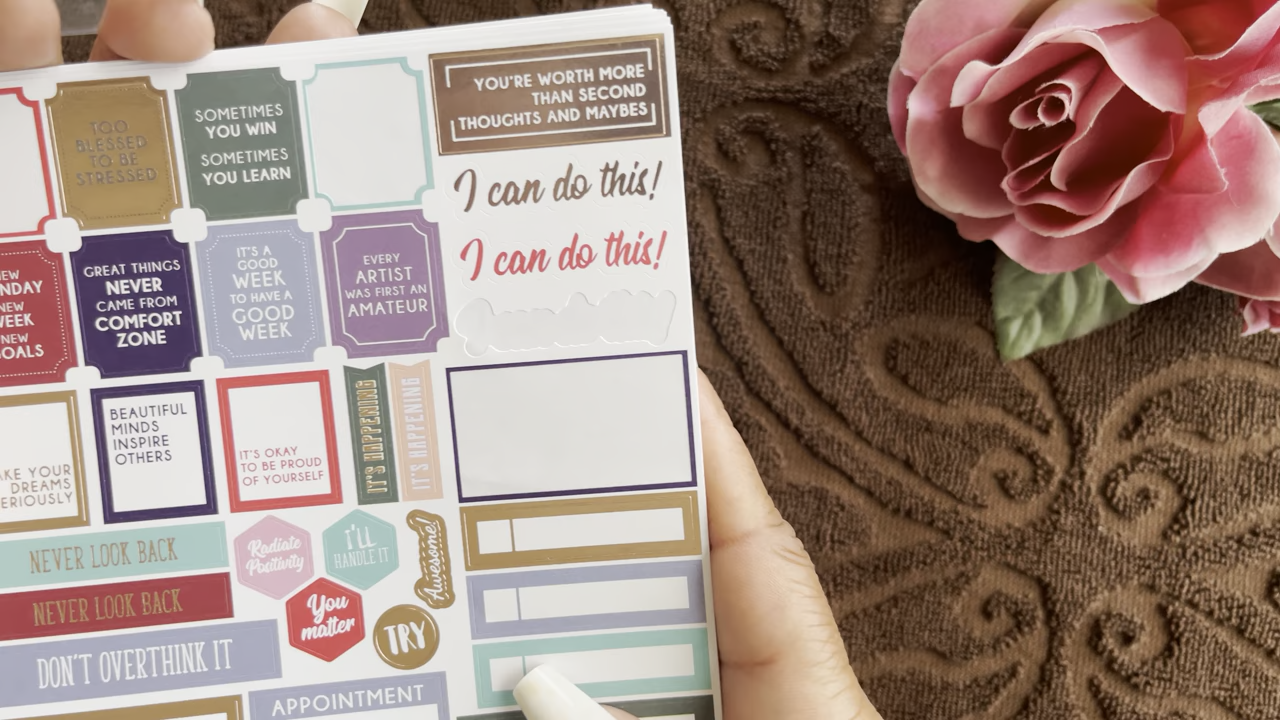 TOO
BLESSED
TO BE
STRESSED
SOMETIMES
YOU WIN
SOMETIMES
YOU LEARN
YOU'RE WORTH MORE
THAN SECOND
THOUGHTS AND MAYBES
I can do this!
I can do this!
NEW
WEEK
NEW
GOALS
GREAT THINGS
NEVER
CAME FROM
COMFORT
ZONE
IT'S A
GOOD
WEEK
TO HAVE A
GOOD
WEEK
EVERY
ARTIST
WAS FIRST AN
AMATEUR
YOUR
DREAMS
BEAUTIFUL
MINDS
INSPIRE
OTHERS
IT'S OKAY
TO BE PROUD
OF YOURSELF
IT'S HAPPENING
IT'S HAPPENING
NEVER LOOK BACK
Radiate
Positivity
I'LL
HANDLE IT
Awesome!
NEVER LOOK BACK
You
matter
TRY
DON'T OVERTHINK IT
APPOINTMENT